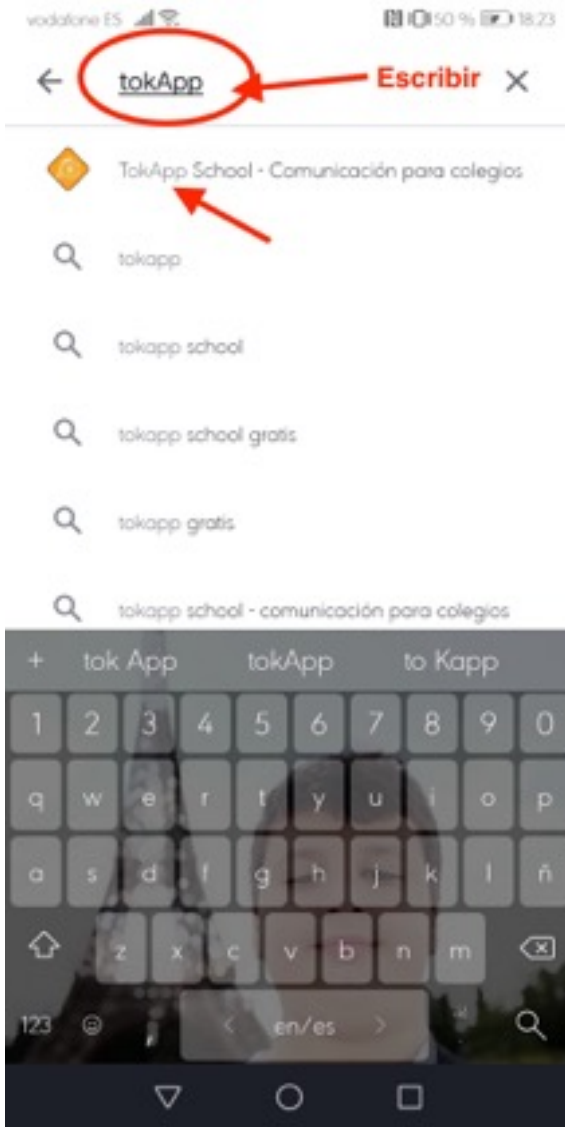 vodafone ES 50 % 18:23
tokApp Escribir
TokApp School - Comunicación para colegios
tokapp
tokapp school
tokapp school gratis
tokapp gratis
tokapp school - comunicación para colegios
+ tok App tokApp to Kapp
1 2 3 4 5 6 7 8 9 0
q w e r t y u i o p
a s d f g h j k l ñ
z x c v b n m
123 , < en/es > .